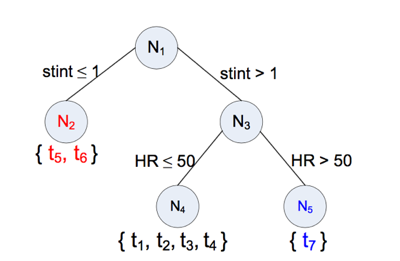 N1
stint ≤ 1
stint > 1
N2
N3
{ t5, t6 }
HR ≤ 50
HR > 50
N4
N5
{ t1, t2, t3, t4 }
{ t7 }